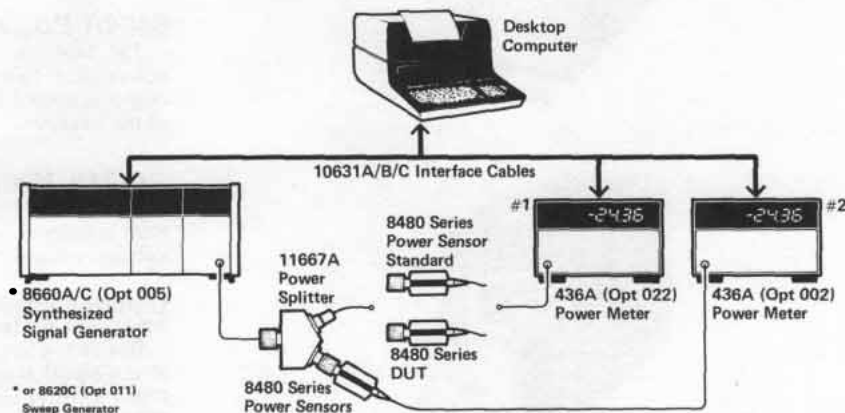 Desktop
Computer
10631A/B/C Interface Cables
#1
-24.36
-24.36
#2
8480 Series
Power Sensor
Standard
11667A
Power
Splitter
• 8660A/C (Opt 005)
Synthesized
Signal Generator
436A (Opt 022)
Power Meter
436A (Opt 002)
Power Meter
8480 Series
DUT
8480 Series
Power Sensors
* or 8620C (Opt 011)
Sweep Generator